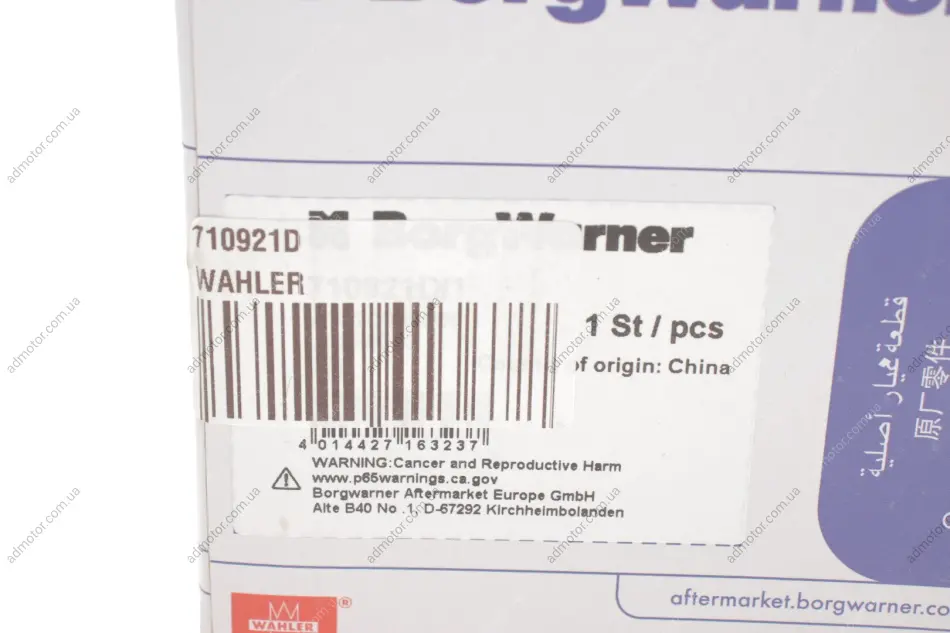 BorgWarner
BorgWarner
710921D
WAHLER
1 St / pcs
of origin: China
4 014427 163237
WARNING:Cancer and Reproductive Harm
www.p65warnings.ca.gov
Borgwarner Aftermarket Europe GmbH
Alte B40 No .1, D-67292 Kirchheimbolanden
قطعة غيار أصلية
原厂零件
aftermarket.borgwarner.co
WAHLER ®
admotor.com.ua